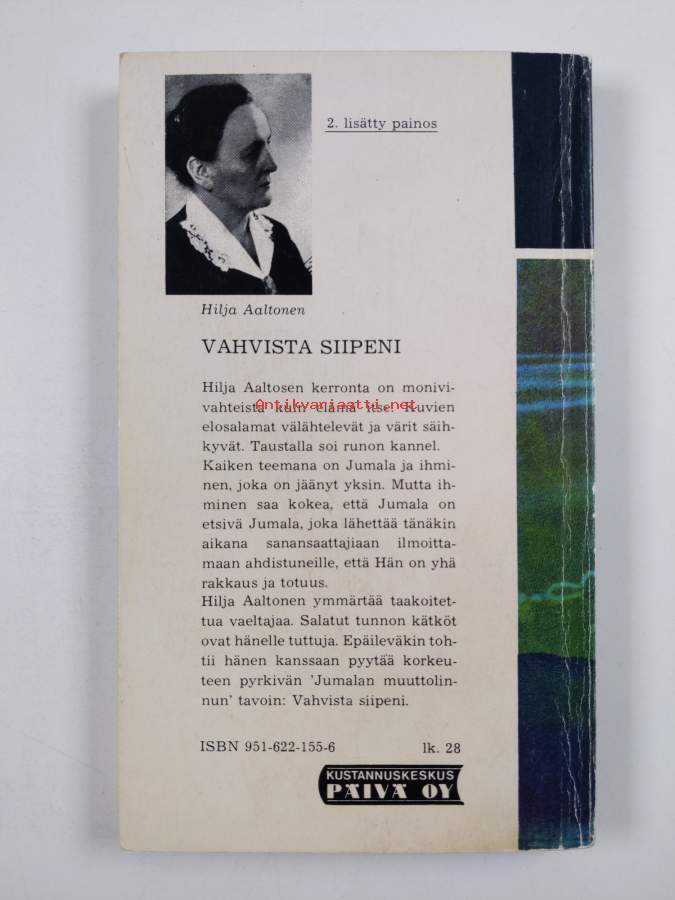 2. lisätty painos
Hilja Aaltonen
VAHVISTA SIIPENI
Hilja Aaltosen kerronta on monivi-
vahteista kuin elämä itse. Kuvien
Antikvariaatti.net
elosalamat välähtelevät ja värit säih-
kyvät. Taustalla soi runon kannel.
Kaiken teemana on Jumala ja ihmi-
nen, joka on jäänyt yksin. Mutta ih-
minen saa kokea, että Jumala on
etsivä Jumala, joka lähettää tänäkin
aikana sanansaattajiaan ilmoitta-
maan ahdistuneille, että Hän on yhä
rakkaus ja totuus.
Hilja Aaltonen ymmärtää taakoitet-
tua vaeltajaa. Salatut tunnon kätköt
ovat hänelle tuttuja. Epäileväkin toh-
tii hänen kanssaan pyytää korkeu-
teen pyrkivän 'Jumalan muuttolin-
nun' tavoin: Vahvista siipeni.
ISBN 951-622-155-6 lk. 28
KUSTANNUSKESKUS
PÄIVÄ OY